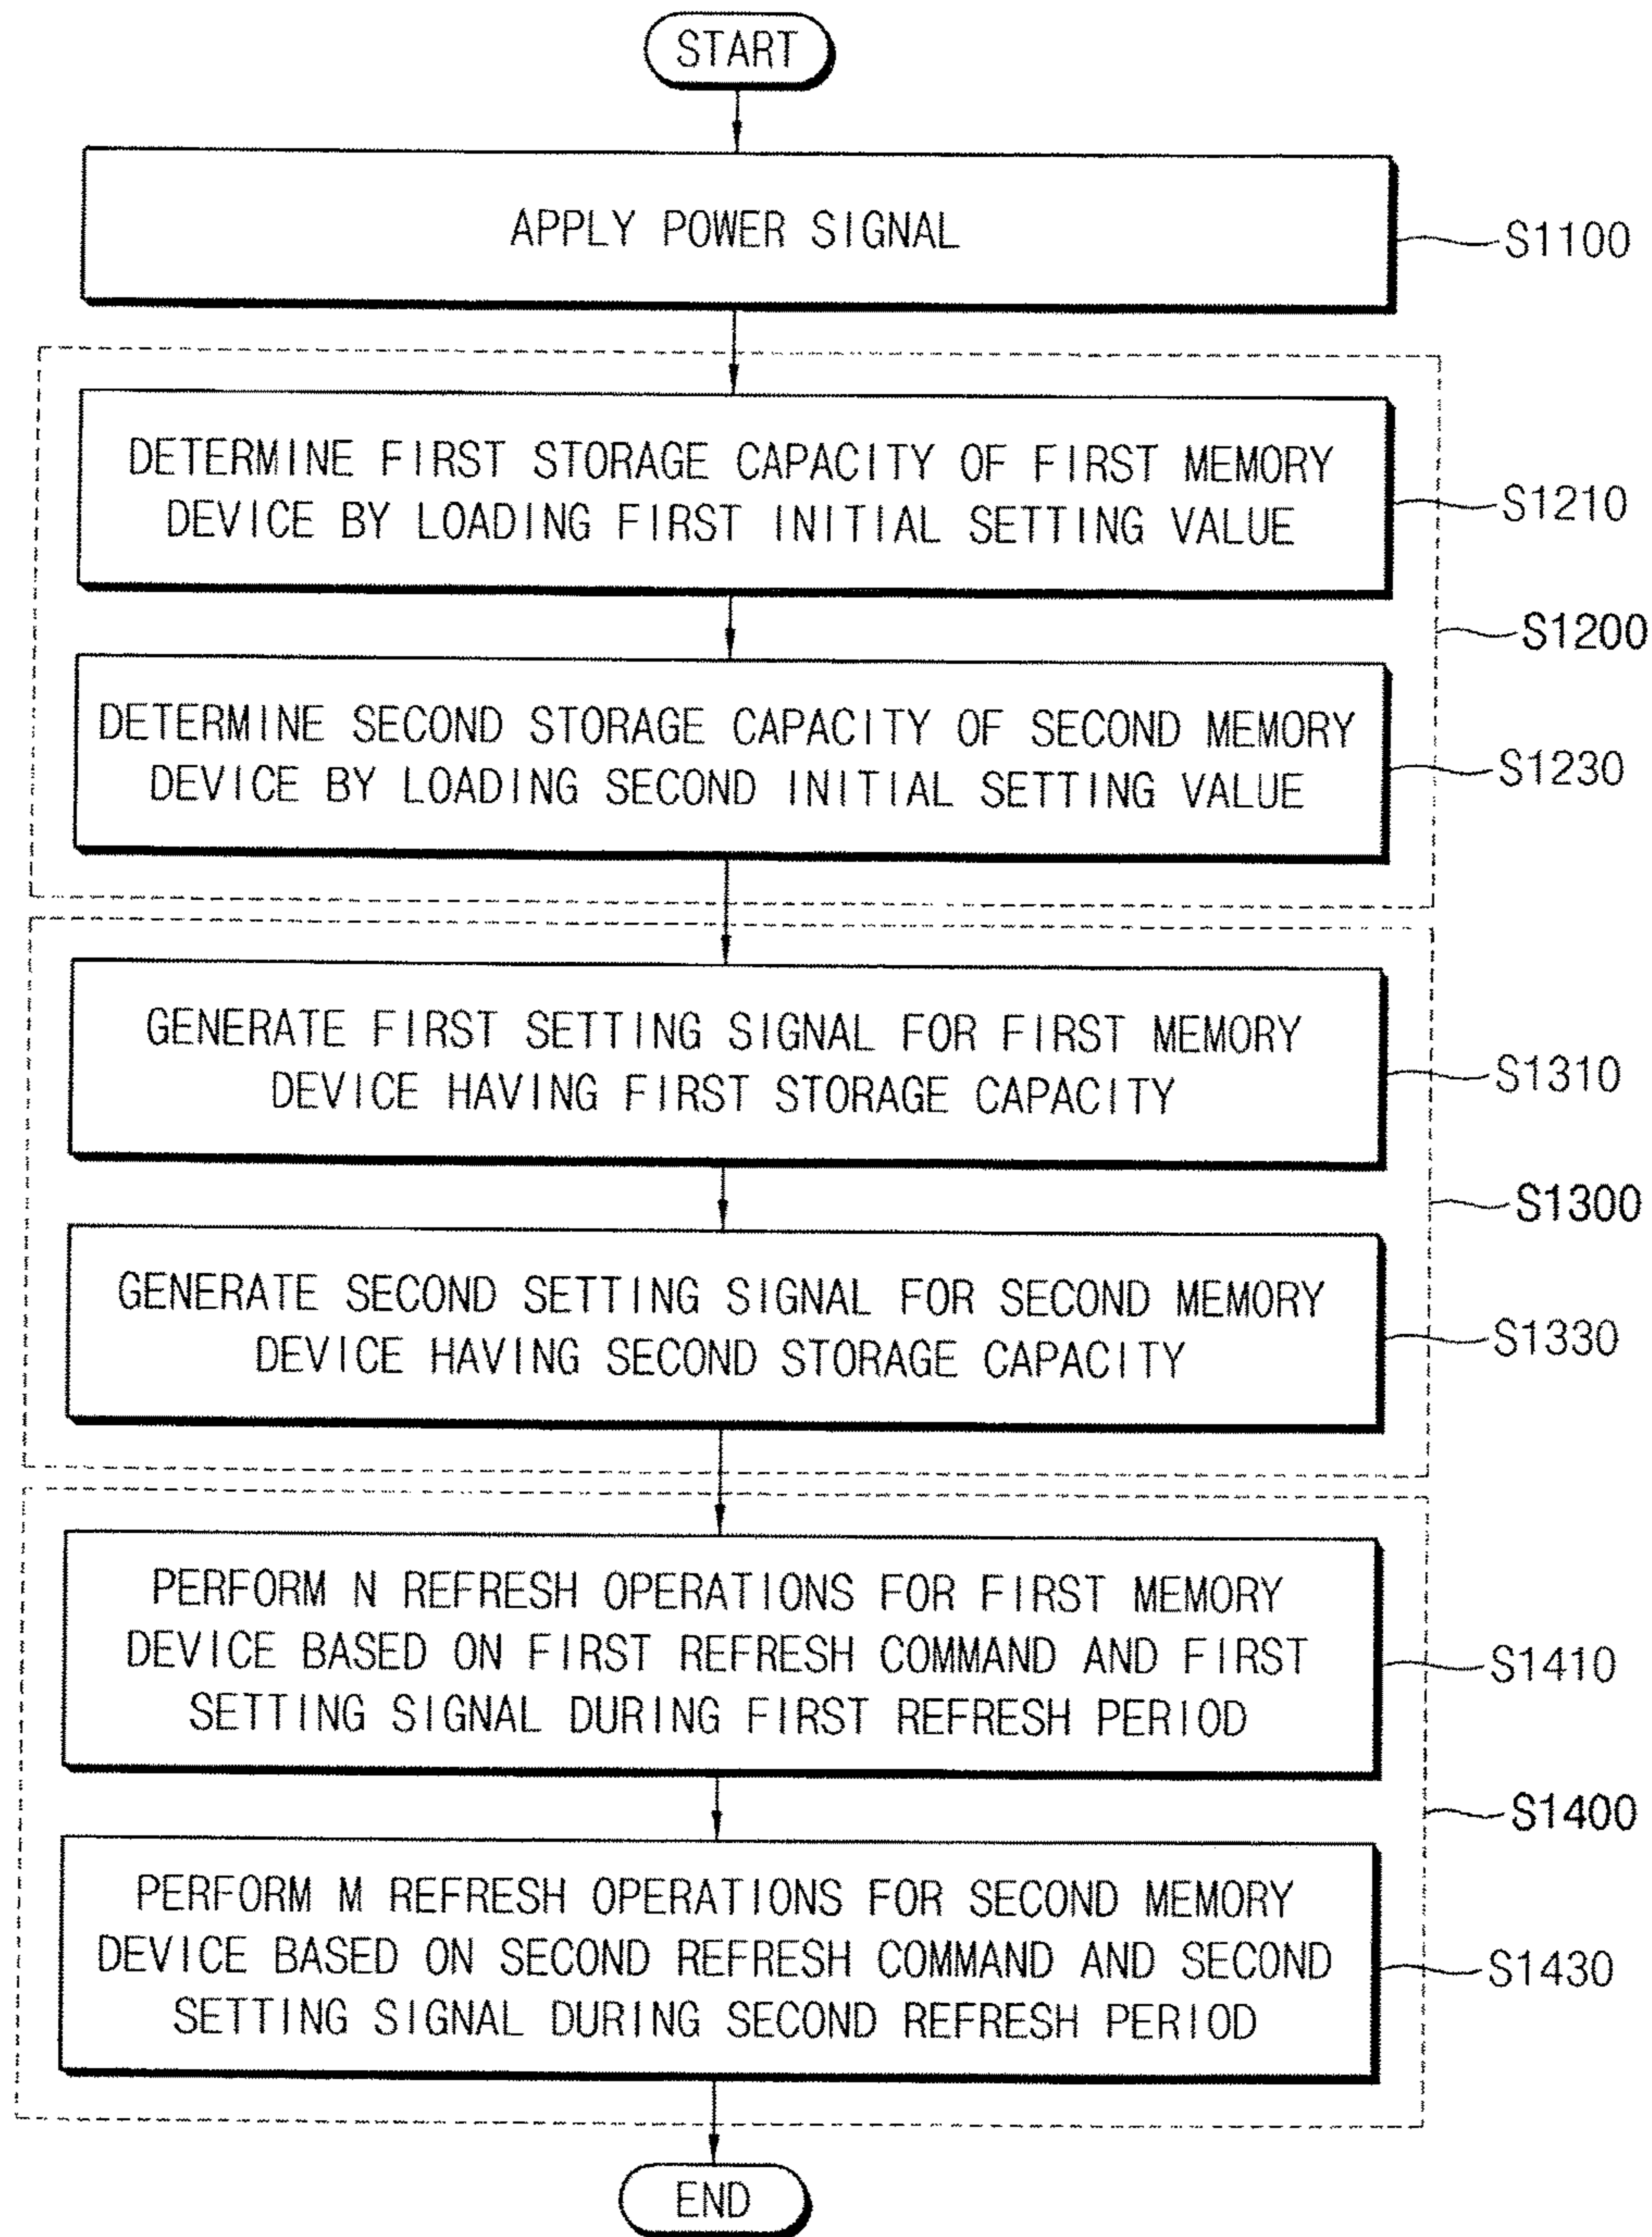 START
APPLY POWER SIGNAL
S1100
DETERMINE FIRST STORAGE CAPACITY OF FIRST MEMORY
DEVICE BY LOADING FIRST INITIAL SETTING VALUE
S1210
S1200
DETERMINE SECOND STORAGE CAPACITY OF SECOND MEMORY
DEVICE BY LOADING SECOND INITIAL SETTING VALUE
S1230
GENERATE FIRST SETTING SIGNAL FOR FIRST MEMORY
DEVICE HAVING FIRST STORAGE CAPACITY
S1310
S1300
GENERATE SECOND SETTING SIGNAL FOR SECOND MEMORY
DEVICE HAVING SECOND STORAGE CAPACITY
S1330
PERFORM N REFRESH OPERATIONS FOR FIRST MEMORY
DEVICE BASED ON FIRST REFRESH COMMAND AND FIRST
SETTING SIGNAL DURING FIRST REFRESH PERIOD
S1410
S1400
PERFORM M REFRESH OPERATIONS FOR SECOND MEMORY
DEVICE BASED ON SECOND REFRESH COMMAND AND SECOND
SETTING SIGNAL DURING SECOND REFRESH PERIOD
S1430
END